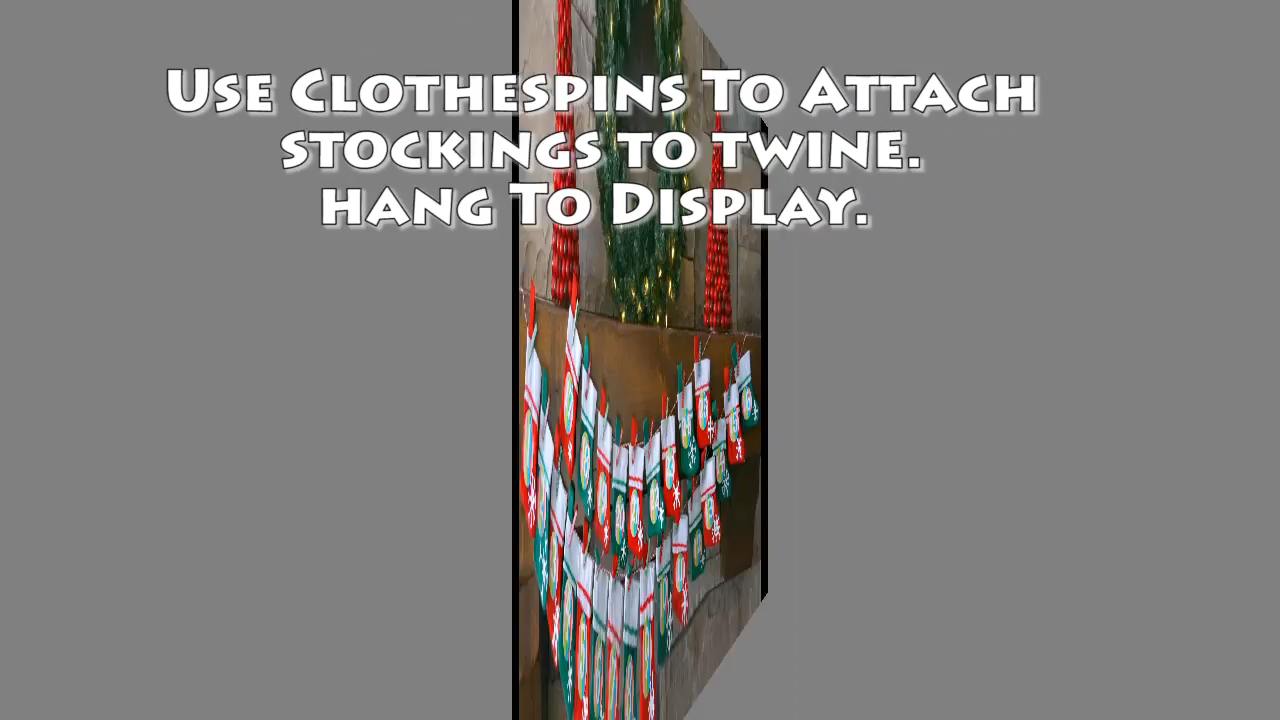 Use Clothespins To Attach
stockings to twine.
Hang To Display.